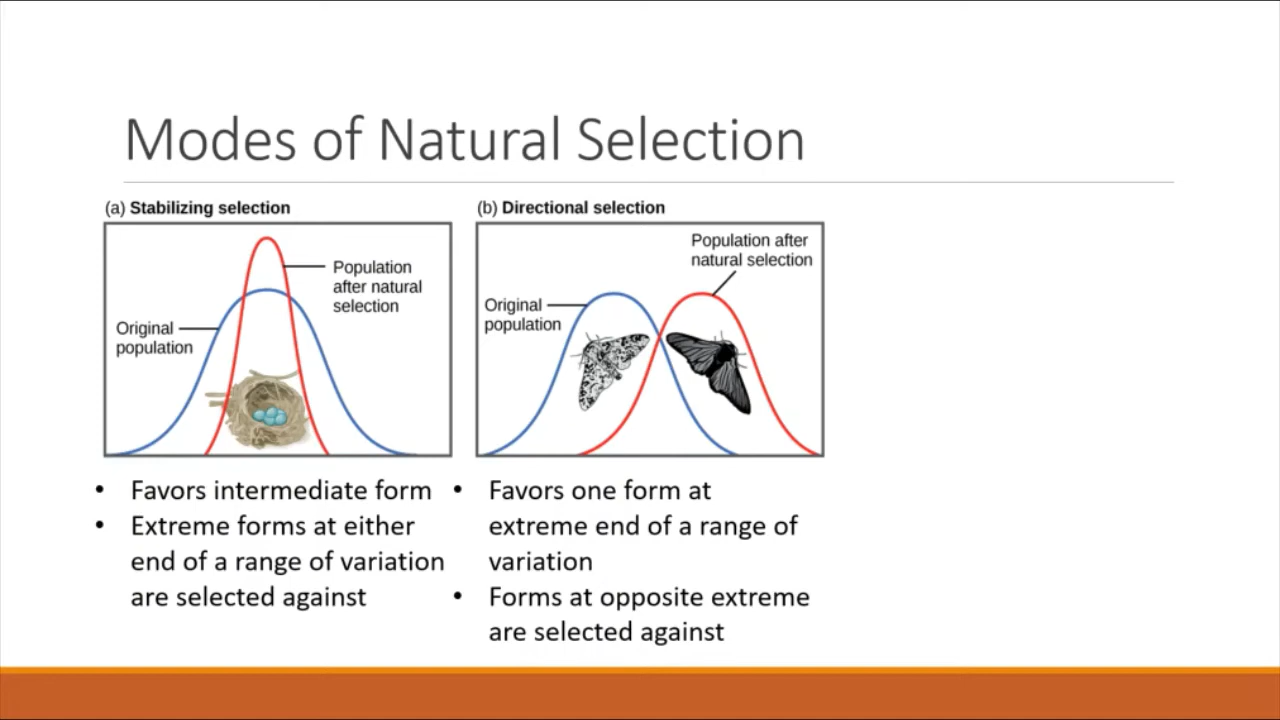 Modes of Natural Selection
(a) Stabilizing selection
Population
after natural
selection
Original
population
• Favors intermediate form
• Extreme forms at either
end of a range of variation
are selected against
(b) Directional selection
Population after
natural selection
Original
population
• Favors one form at
extreme end of a range of
variation
• Forms at opposite extreme
are selected against